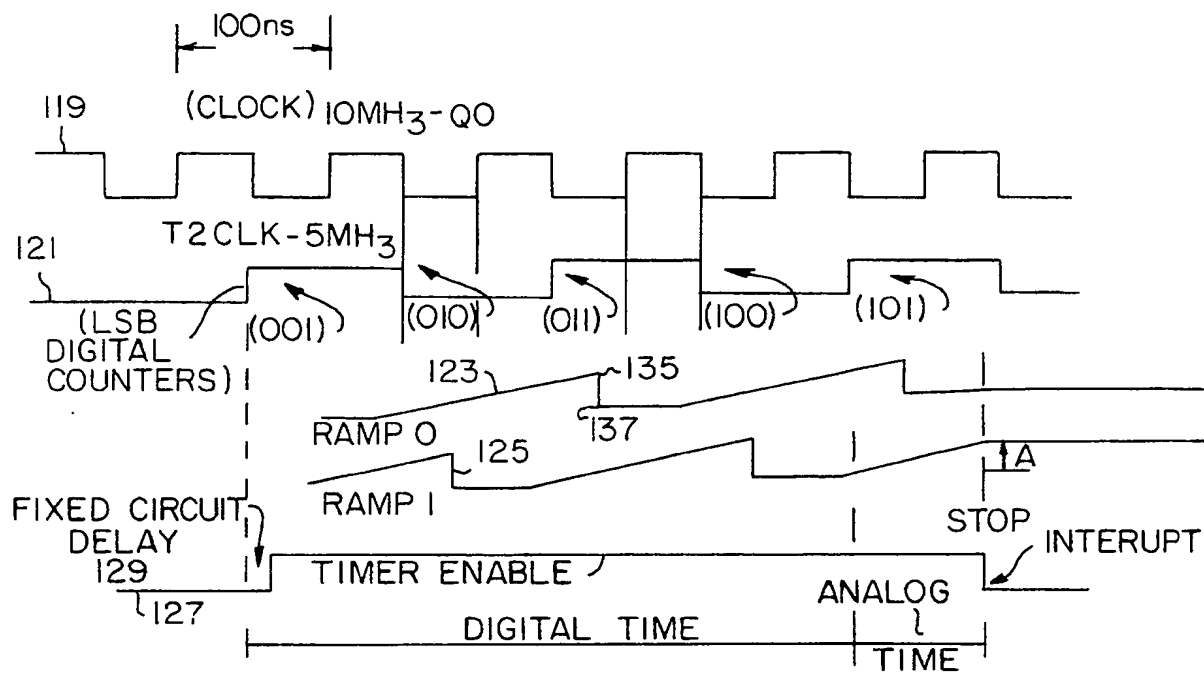 100ns
119
(CLOCK) 10MH3-Q0
T2CLK-5MH3
121
(LSB DIGITAL COUNTERS)
(001)
(010)
(011)
(100)
(101)
123
135
RAMP 0
137
125
RAMP 1
A
STOP
FIXED CIRCUIT DELAY
INTERUPT
129
127
TIMER ENABLE
ANALOG
DIGITAL TIME
TIME